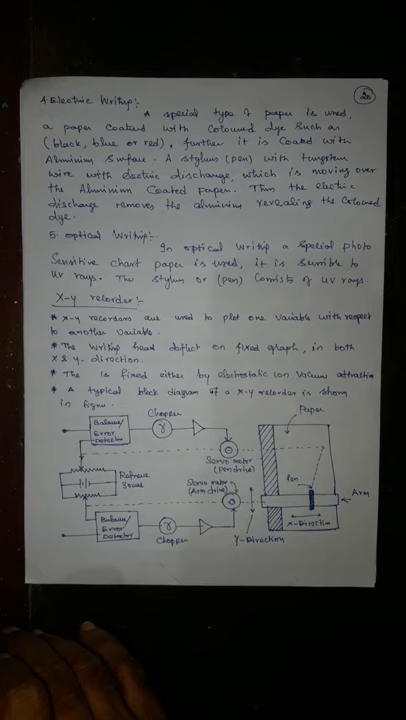 20
4. Electric Writing:-
A special type of paper is used,
a paper Coated with Coloured dye Such as
(black, blue or red), further it is Coated with
Aluminium Surface. A stylus (pen) with tungsten
wire with electric discharge, which is moving over
the Aluminium Coated paper. Thus the electric
discharge removes the aluminium revealing the Coloured
dye.
5. optical Writing:-
In optical Writing a Special photo
Sensitive Chart paper is used, it is Sensible to
UV rays. The Stylus or (pen) Consists of UV rays.
X-y recorder:-
* x-y recorders are used to plot one Variable with respect
to another Variable.
* The Writing head deflect on fixed graph, in both
X & y- direction.
* The is fixed either by electrostatic (on Vacuum attraction
* A typical block diagram of a x-y recorder is shown
in figure.
Chopper
Paper
Balance/
Error
Detector
Servo motor
(Pen drive)
Servo motor
(Arm drive)
Pen
Arm
X-Direction
Balance/
Error
Detector
Chopper
Y-Direction